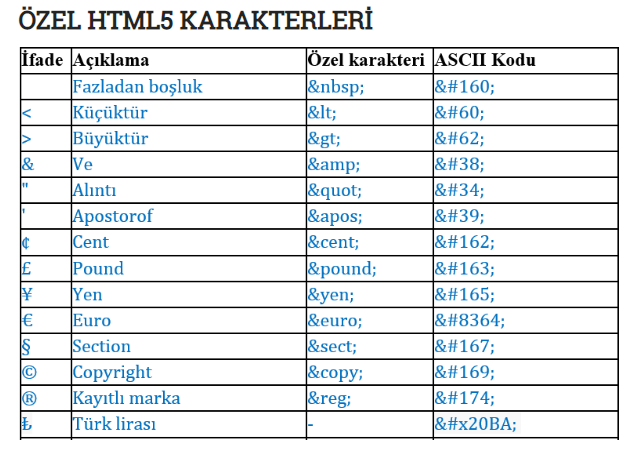 ÖZEL HTML5 KARAKTERLERİ
İfade Açıklama Özel karakteri ASCII Kodu
Fazladan boşluk &nbsp; &#160;
< Küçüktür &lt; &#60;
> Büyüktür &gt; &#62;
& Ve &amp; &#38;
" Alıntı &quot; &#34;
' Apostorof &apos; &#39;
¢ Cent &cent; &#162;
£ Pound &pound; &#163;
¥ Yen &yen; &#165;
€ Euro &euro; &#8364;
§ Section &sect; &#167;
© Copyright &copy; &#169;
® Kayıtlı marka &reg; &#174;
₺ Türk lirası - &#x20BA;